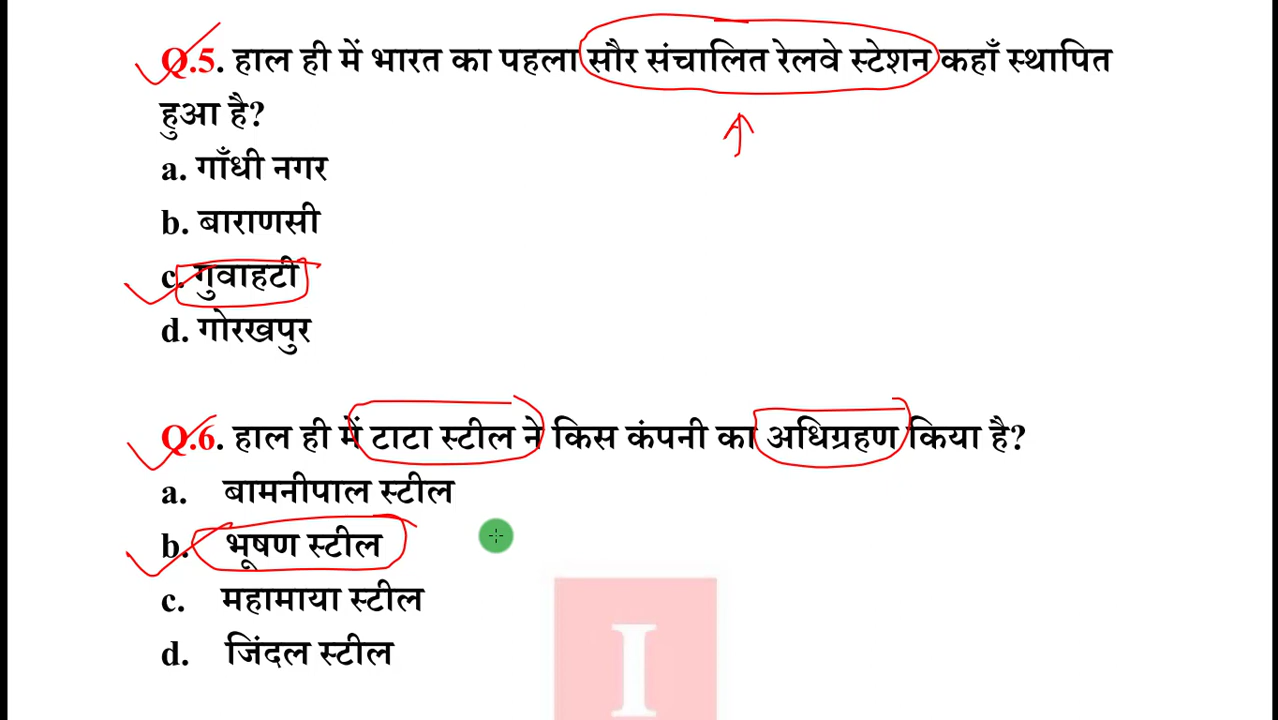 Q.5. हाल ही में भारत का पहला सौर संचालित रेलवे स्टेशन कहाँ स्थापित
हुआ है?
a. गाँधी नगर
b. बाराणसी
c. गुवाहटी
d. गोरखपुर
Q.6. हाल ही में टाटा स्टील ने किस कंपनी का अधिग्रहण किया है?
a. बामनीपाल स्टील
b. भूषण स्टील
c. महामाया स्टील
d. जिंदल स्टील
I